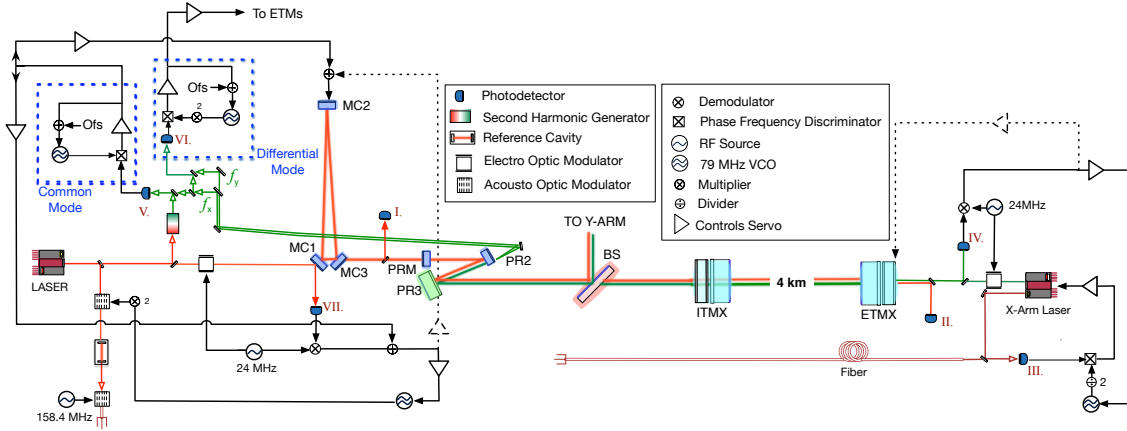 To ETMs
Ofs
2
VI.
Differential
Mode
Ofs
Common
Mode
V.
f_y
f_x
MC2
I.
Photodetector
Second Harmonic Generator
Reference Cavity
Electro Optic Modulator
Acousto Optic Modulator
Demodulator
Phase Frequency Discriminator
RF Source
79 MHz VCO
Multiplier
Divider
Controls Servo
24MHz
IV.
TO Y-ARM
BS
LASER
MC1
MC3
PRM
PR2
PR3
4 km
ITMX
ETMX
II.
X-Arm Laser
2
VII.
24 MHz
158.4 MHz
Fiber
III.
2